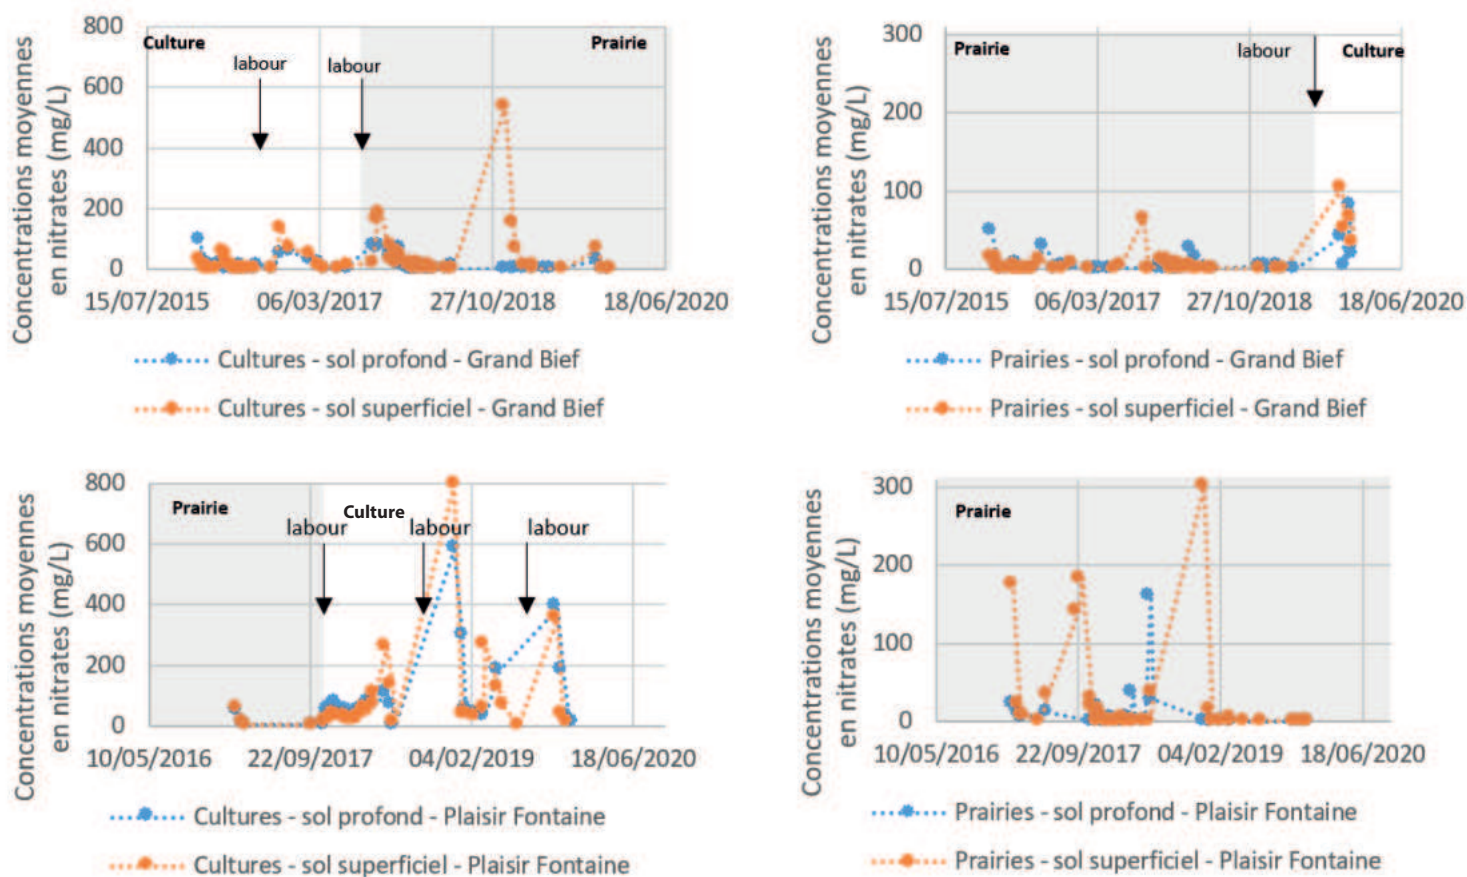 Concentrations moyennes
en nitrates (mg/L)
800
600
400
200
0
Culture
labour
labour
Prairie
15/07/2015
06/03/2017
27/10/2018
18/06/2020
Cultures - sol profond - Grand Bief
Cultures - sol superficiel - Grand Bief
Concentrations moyennes
en nitrates (mg/L)
300
200
100
0
Prairie
labour
Culture
15/07/2015
06/03/2017
27/10/2018
18/06/2020
Prairies - sol profond - Grand Bief
Prairies - sol superficiel - Grand Bief
Concentrations moyennes
en nitrates (mg/L)
800
600
400
200
0
Prairie
Culture
labour
labour
labour
10/05/2016
22/09/2017
04/02/2019
18/06/2020
Cultures - sol profond - Plaisir Fontaine
Cultures - sol superficiel - Plaisir Fontaine
Concentrations moyennes
en nitrates (mg/L)
300
200
100
0
Prairie
10/05/2016
22/09/2017
04/02/2019
18/06/2020
Prairies - sol profond - Plaisir Fontaine
Prairies - sol superficiel - Plaisir Fontaine